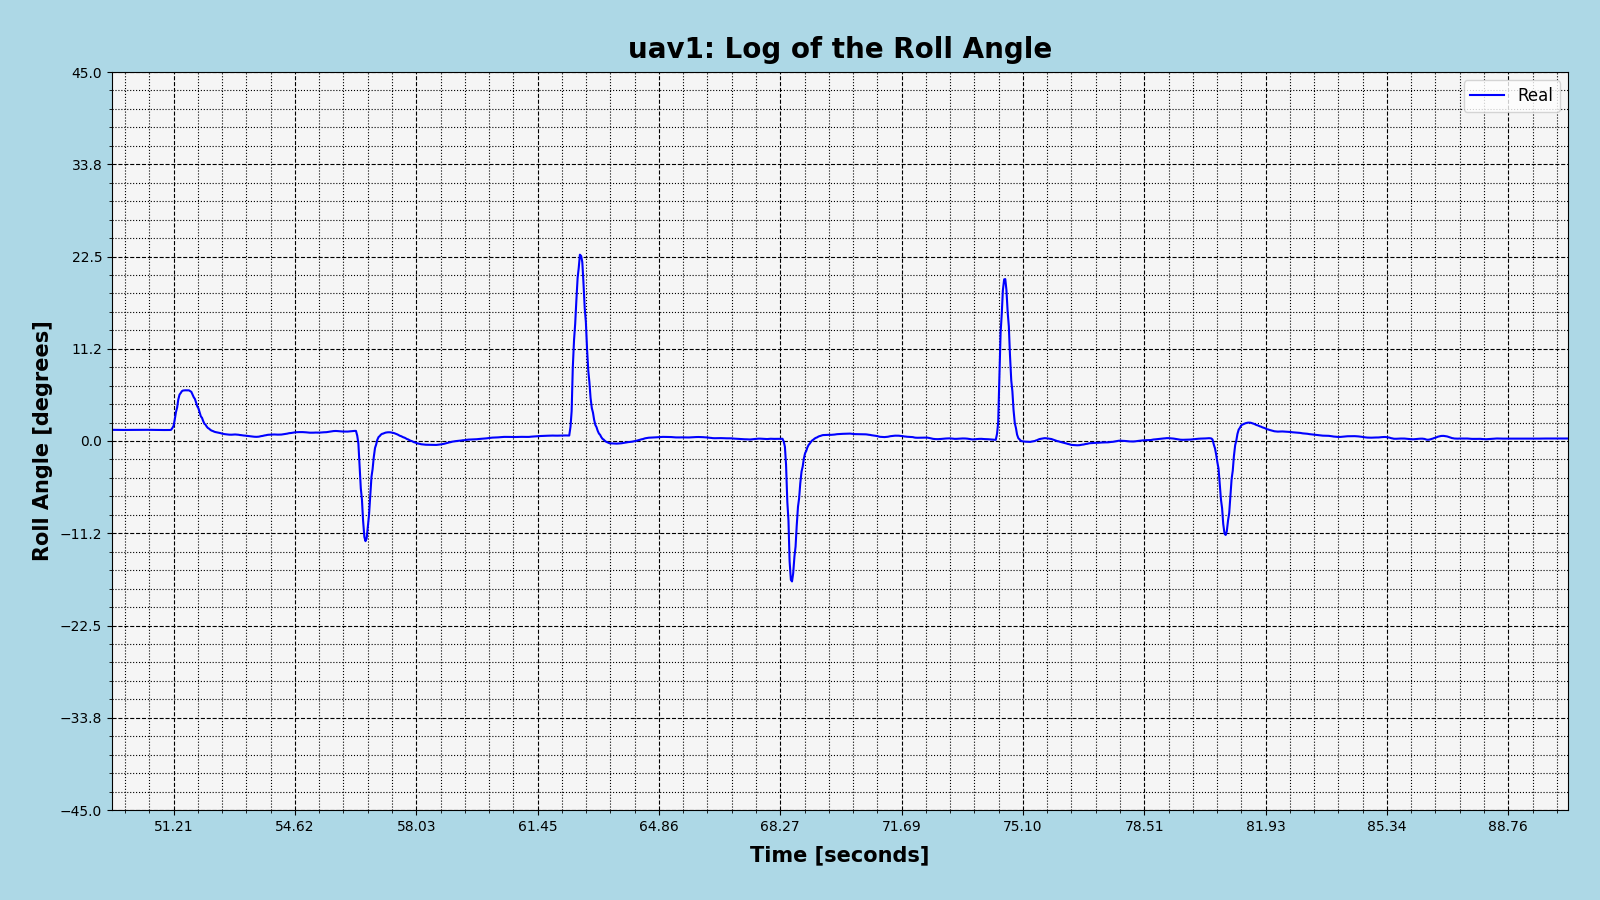 uav1: Log of the Roll Angle
Real
Roll Angle [degrees]
45.0
33.8
22.5
11.2
0.0
−11.2
−22.5
−33.8
−45.0
51.21 54.62 58.03 61.45 64.86 68.27 71.69 75.10 78.51 81.93 85.34 88.76
Time [seconds]